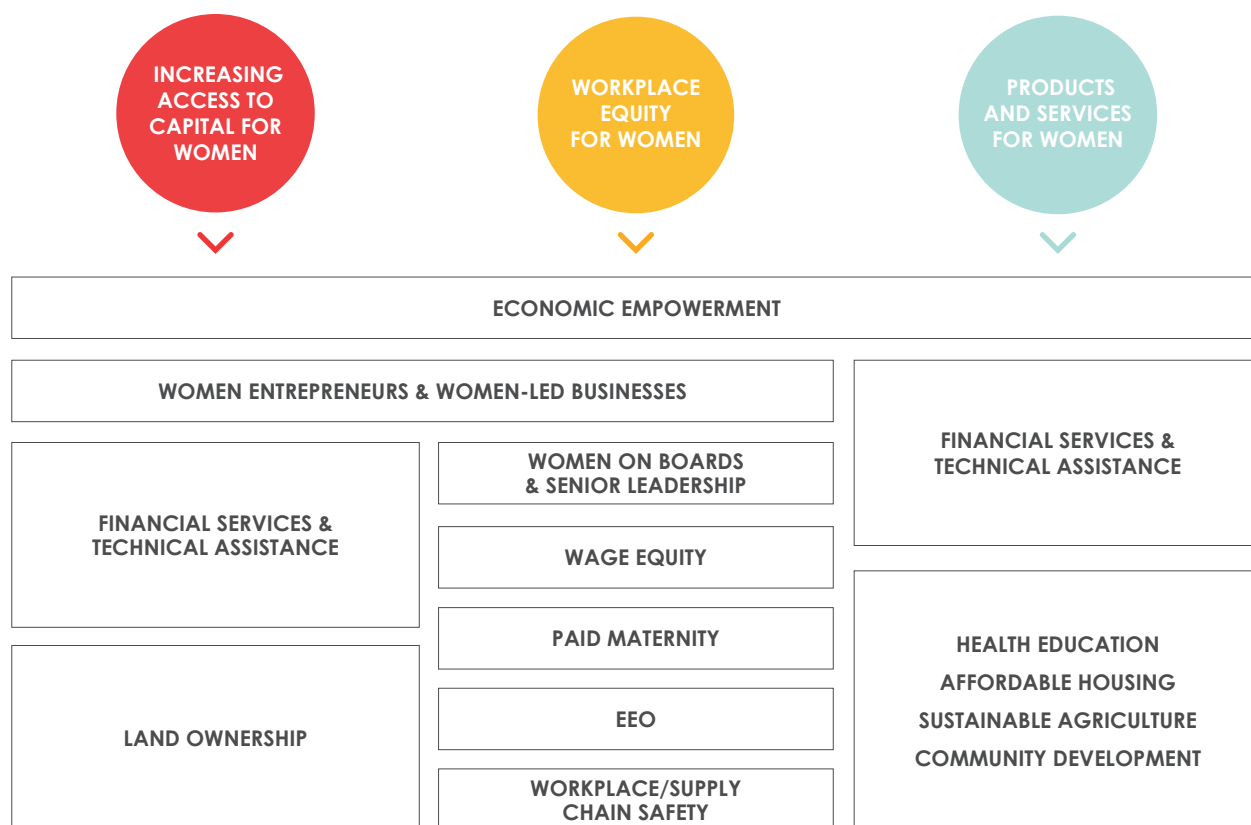 INCREASING
ACCESS TO
CAPITAL FOR
WOMEN
WORKPLACE
EQUITY
FOR WOMEN
PRODUCTS
AND SERVICES
FOR WOMEN
ECONOMIC EMPOWERMENT
WOMEN ENTREPRENEURS & WOMEN-LED BUSINESSES
FINANCIAL SERVICES &
TECHNICAL ASSISTANCE
LAND OWNERSHIP
WOMEN ON BOARDS
& SENIOR LEADERSHIP
WAGE EQUITY
PAID MATERNITY
EEO
WORKPLACE/SUPPLY
CHAIN SAFETY
FINANCIAL SERVICES &
TECHNICAL ASSISTANCE
HEALTH EDUCATION
AFFORDABLE HOUSING
SUSTAINABLE AGRICULTURE
COMMUNITY DEVELOPMENT